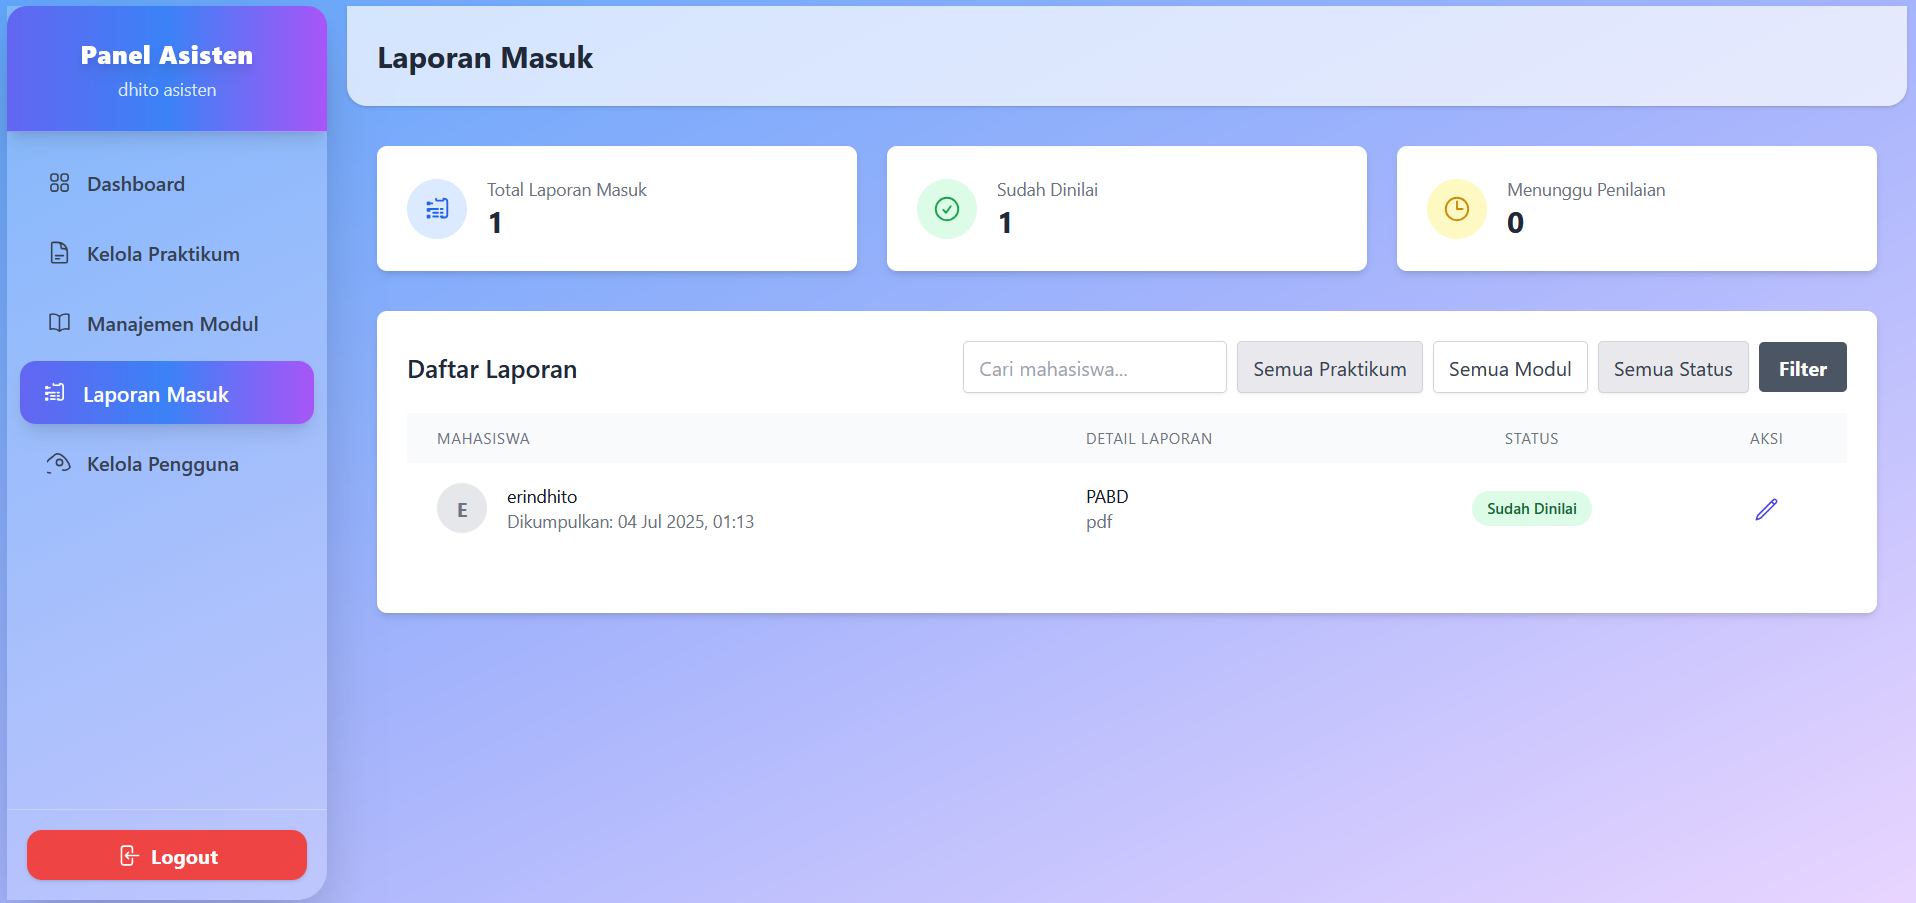 Panel Asisten
dhito asisten
Dashboard
Kelola Praktikum
Manajemen Modul
Laporan Masuk
Kelola Pengguna
Logout
Laporan Masuk
Total Laporan Masuk
1
Sudah Dinilai
1
Menunggu Penilaian
0
Daftar Laporan
Cari mahasiswa...
Semua Praktikum
Semua Modul
Semua Status
Filter
MAHASISWA
DETAIL LAPORAN
STATUS
AKSI
E
erindhito
Dikumpulkan: 04 Jul 2025, 01:13
PABD
pdf
Sudah Dinilai